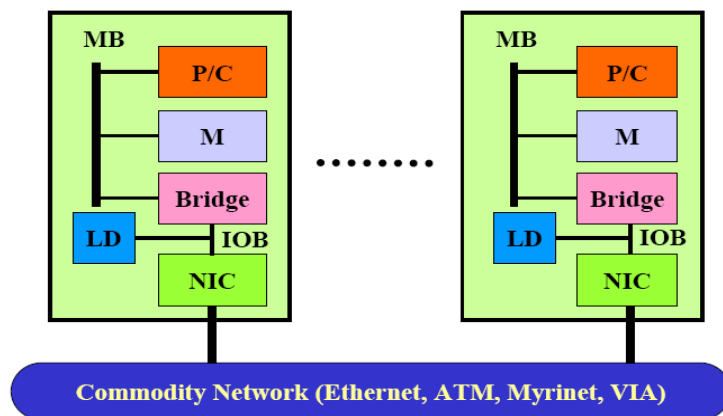 MB
P/C
M
Bridge
LD
IOB
NIC
MB
P/C
M
Bridge
LD
IOB
NIC
Commodity Network (Ethernet, ATM, Myrinet, VIA)